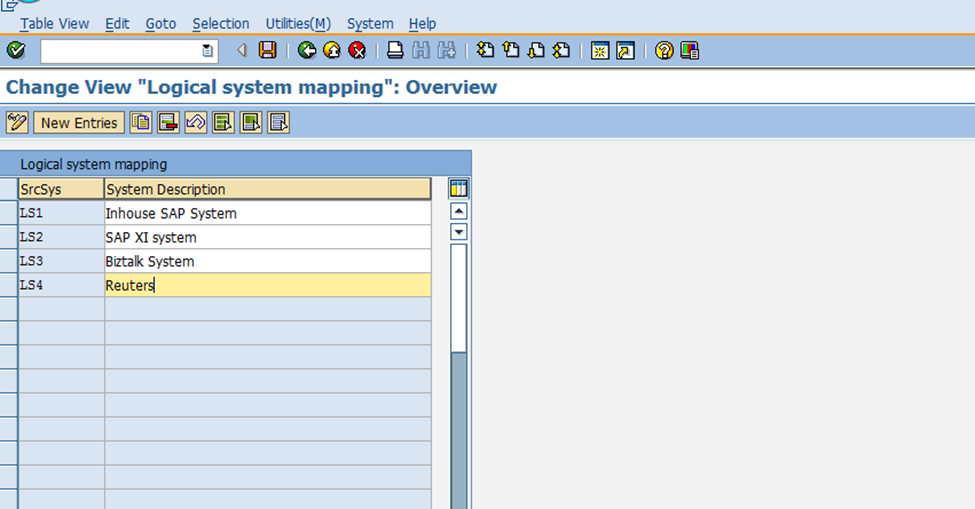 Table View Edit Goto Selection Utilities(M) System Help
Change View "Logical system mapping": Overview
New Entries
Logical system mapping
SrcSys System Description
LS1 Inhouse SAP System
LS2 SAP XI system
LS3 Biztalk System
LS4 Reuters